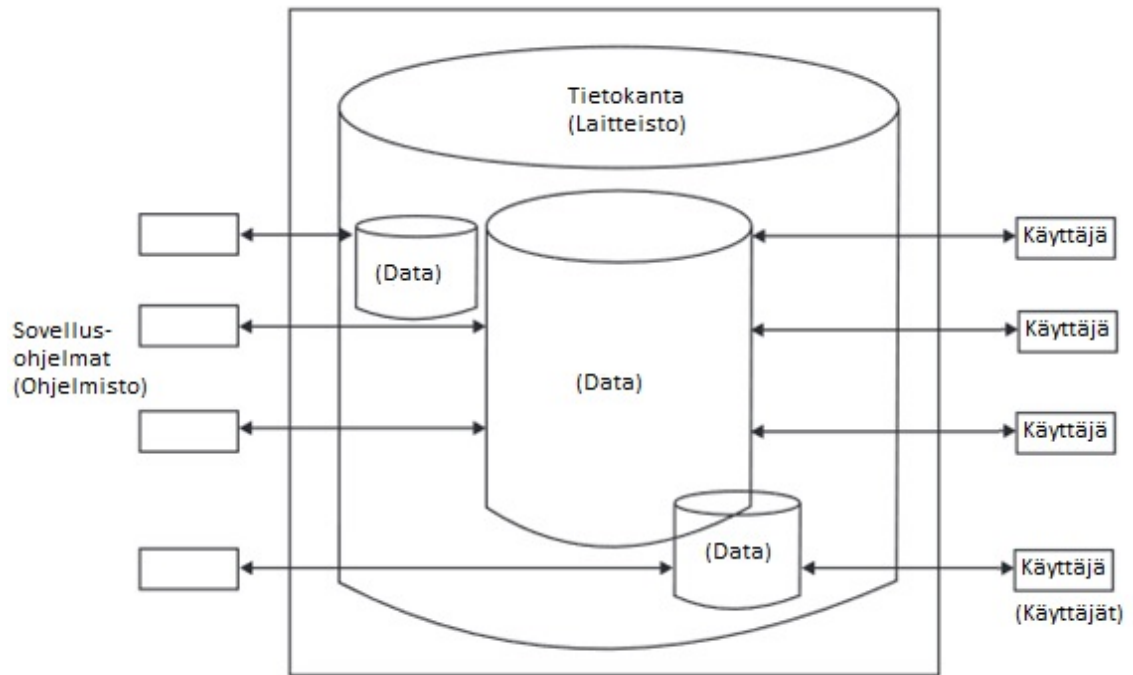 Tietokanta
(Laitteisto)
Käyttäjä
(Data)
Sovellus-
ohjelmat
(Ohjelmisto)
Käyttäjä
(Data)
Käyttäjä
(Data)
Käyttäjä
(Käyttäjät)